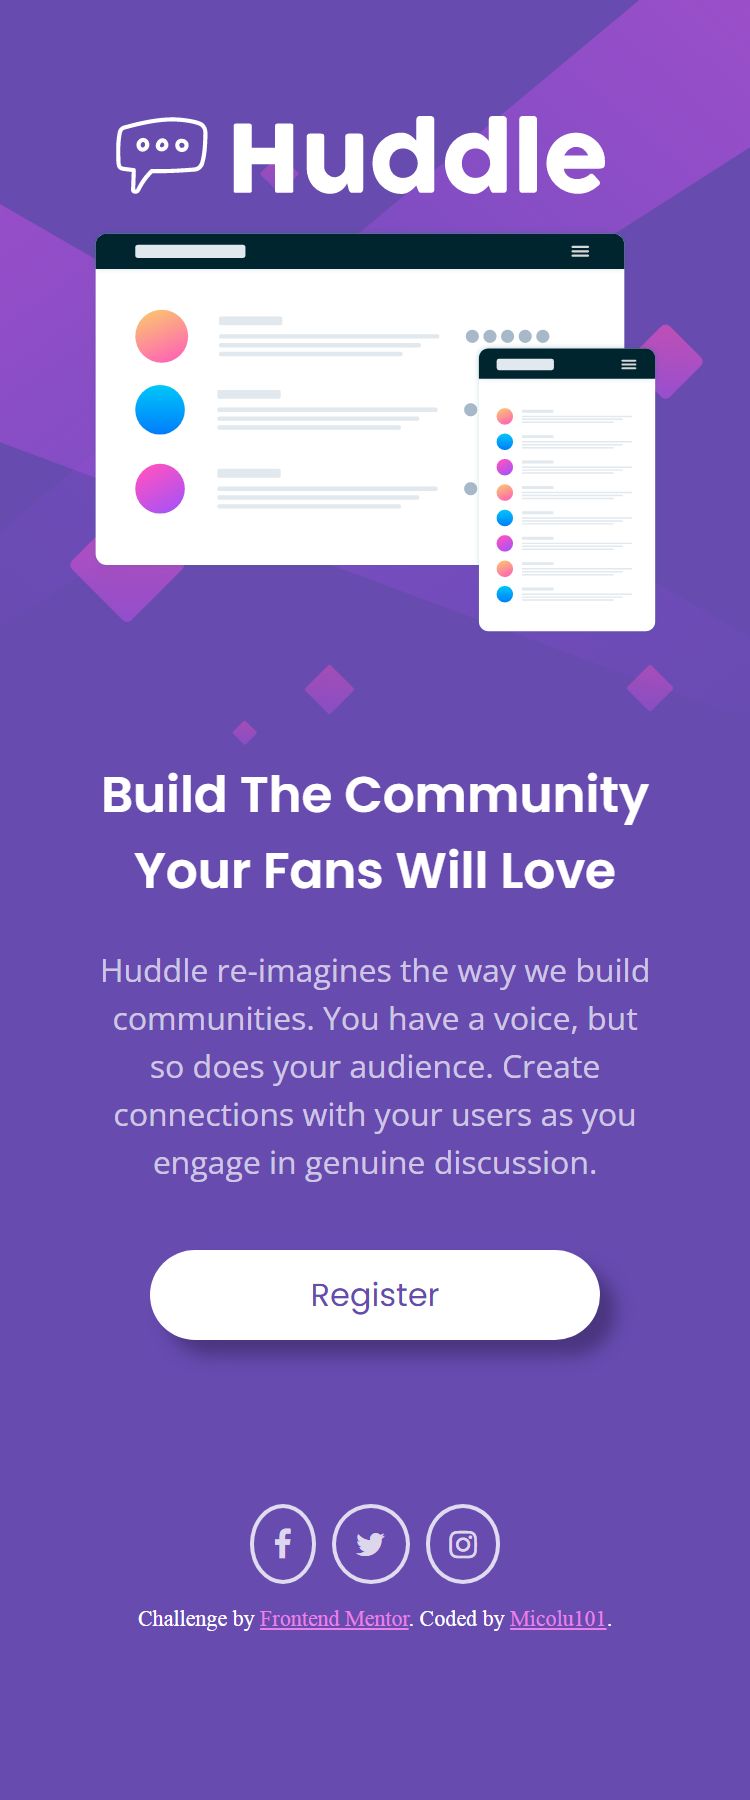 Huddle
Build The Community
Your Fans Will Love
Huddle re-imagines the way we build
communities. You have a voice, but
so does your audience. Create
connections with your users as you
engage in genuine discussion.
Register
Challenge by Frontend Mentor. Coded by Micolu101.